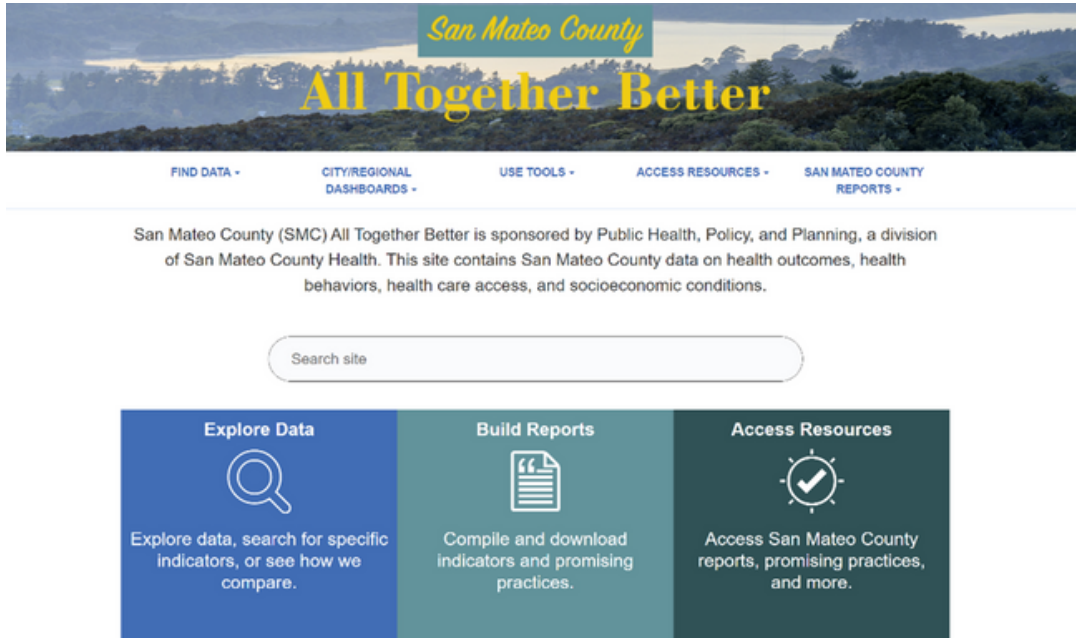 San Mateo County
All Together Better
FIND DATA
CITY/REGIONAL
DASHBOARDS
USE TOOLS
ACCESS RESOURCES
SAN MATEO COUNTY
REPORTS
San Mateo County (SMC) All Together Better is sponsored by Public Health, Policy, and Planning, a division
of San Mateo County Health. This site contains San Mateo County data on health outcomes, health
behaviors, health care access, and socioeconomic conditions.
Search site
Explore Data
Explore data, search for specific
indicators, or see how we
compare.
Build Reports
Compile and download
indicators and promising
practices.
Access Resources
Access San Mateo County
reports, promising practices,
and more.